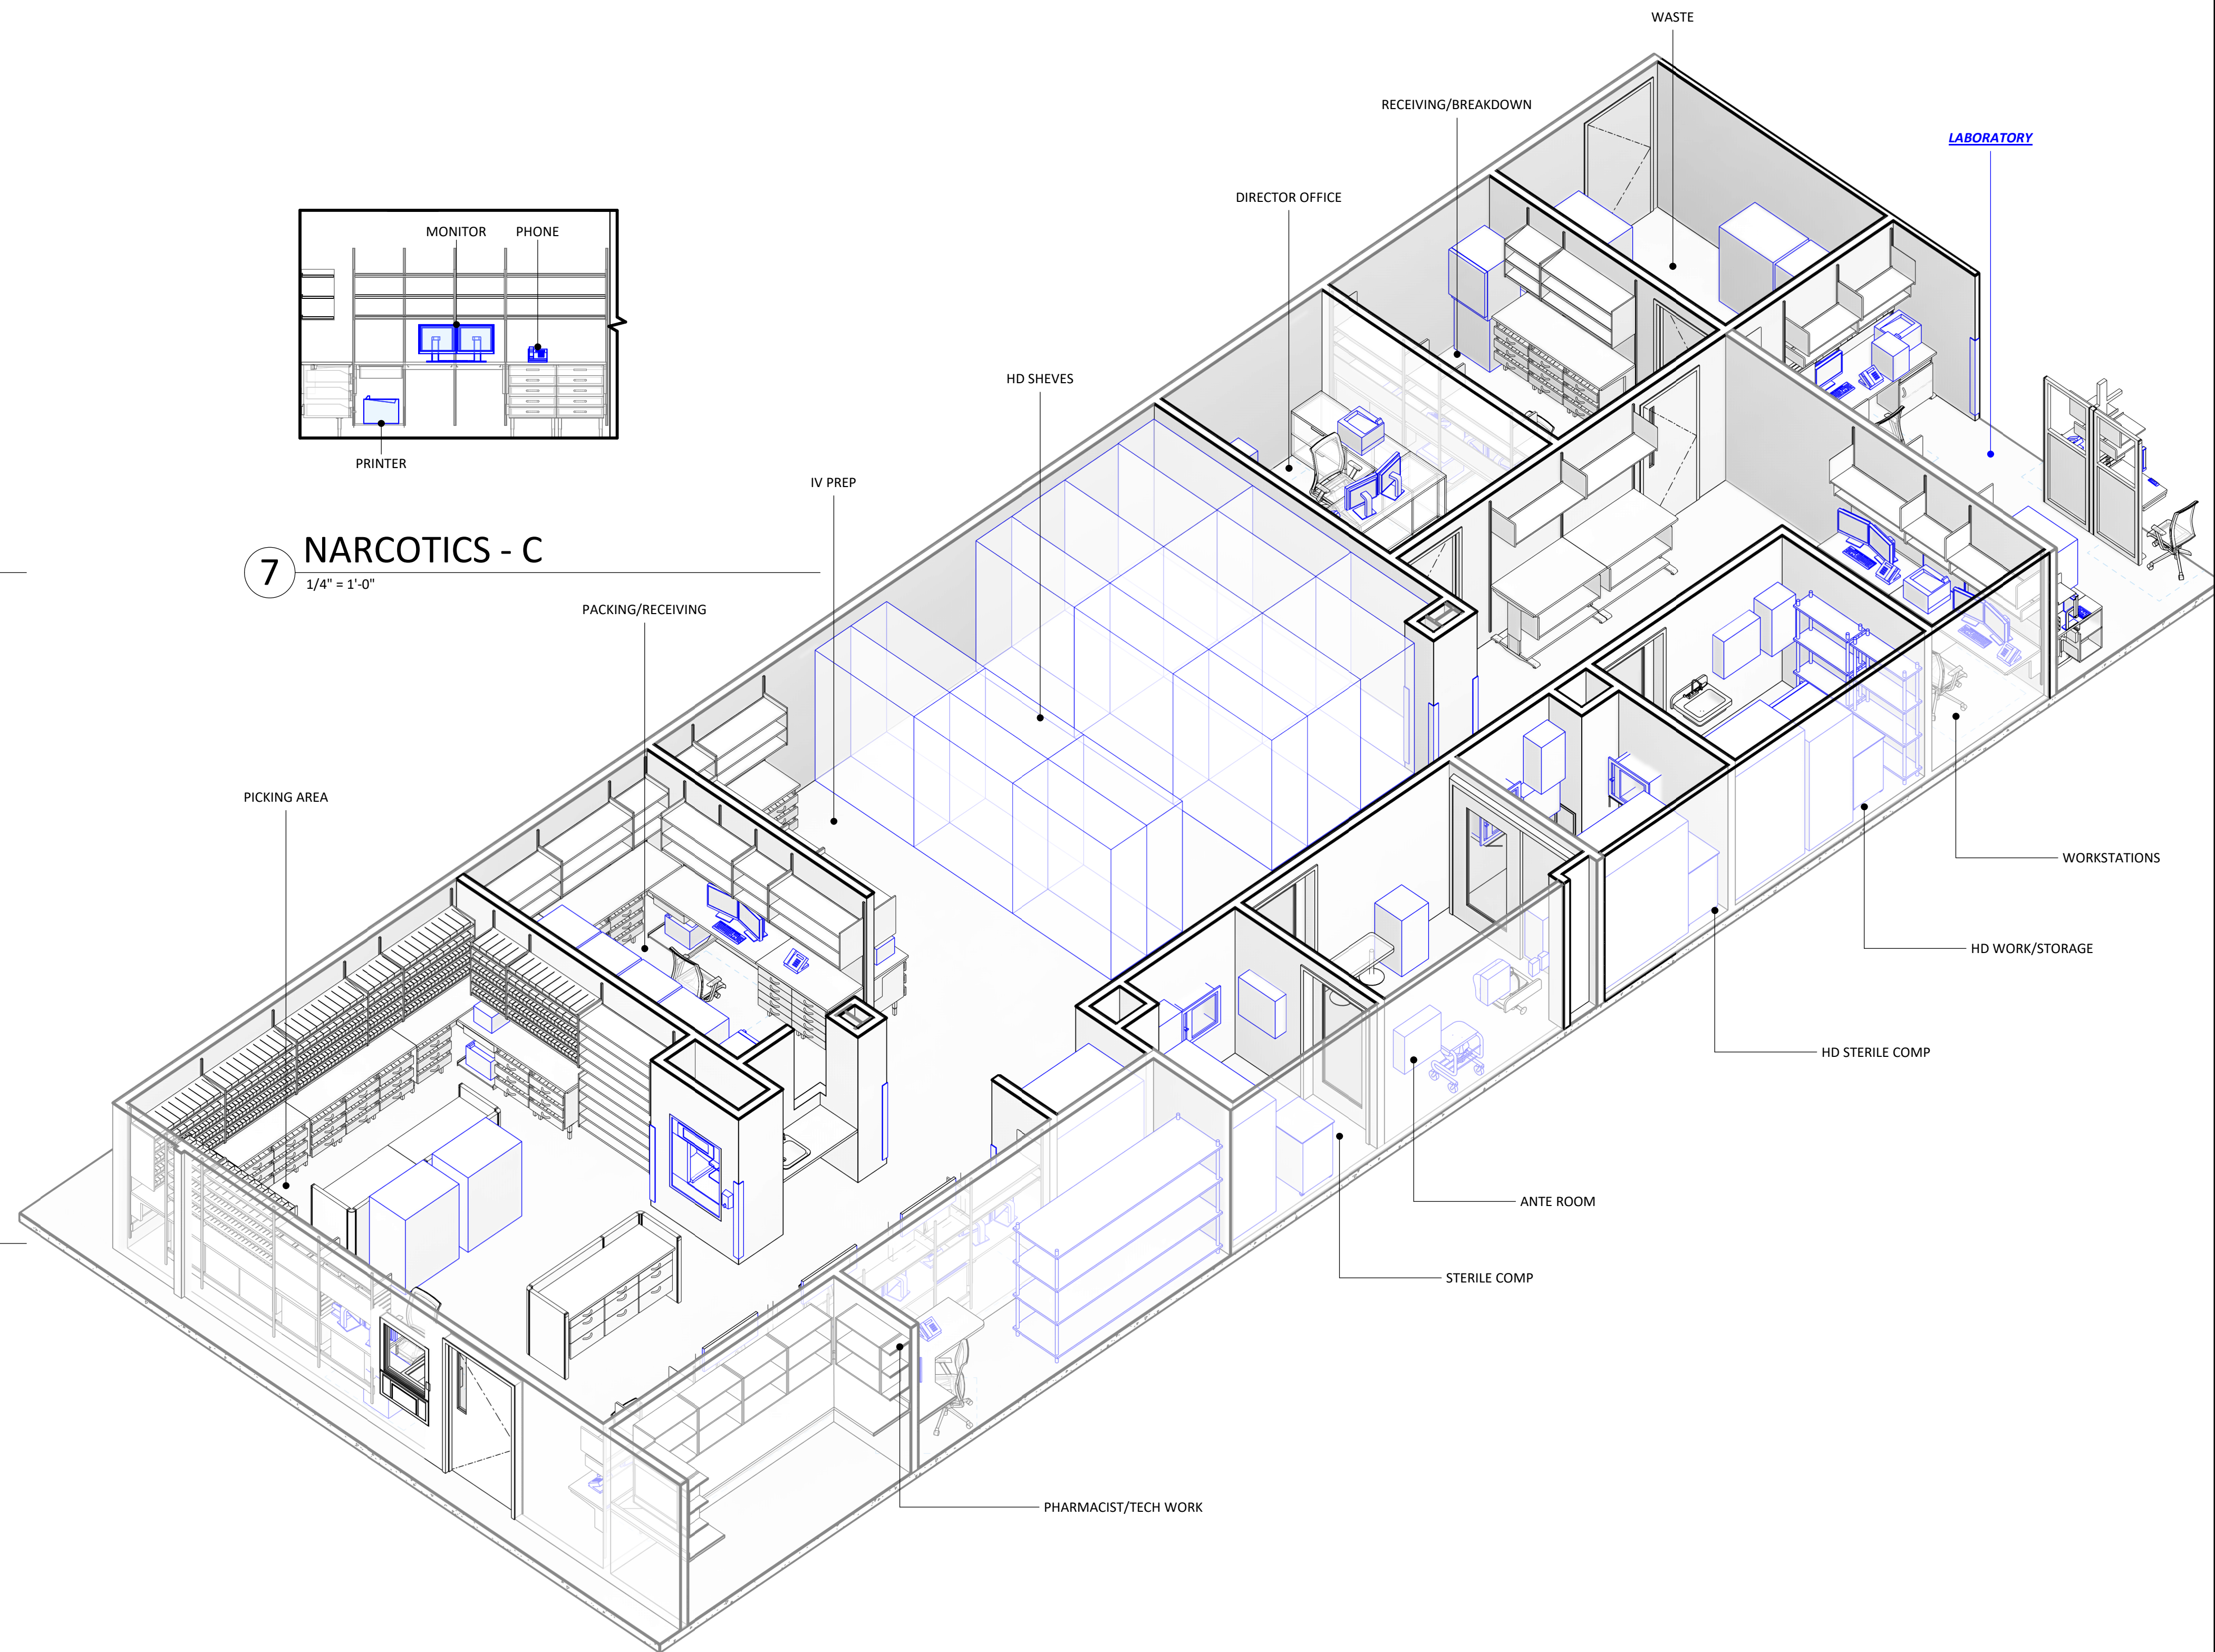 WASTE
RECEIVING/BREAKDOWN
LABORATORY
DIRECTOR OFFICE
MONITOR
PHONE
HD SHEVES
PRINTER
IV PREP
7
NARCOTICS - C
1/4" = 1'-0"
PACKING/RECEIVING
PICKING AREA
WORKSTATIONS
HD WORK/STORAGE
HD STERILE COMP
ANTE ROOM
STERILE COMP
PHARMACIST/TECH WORK